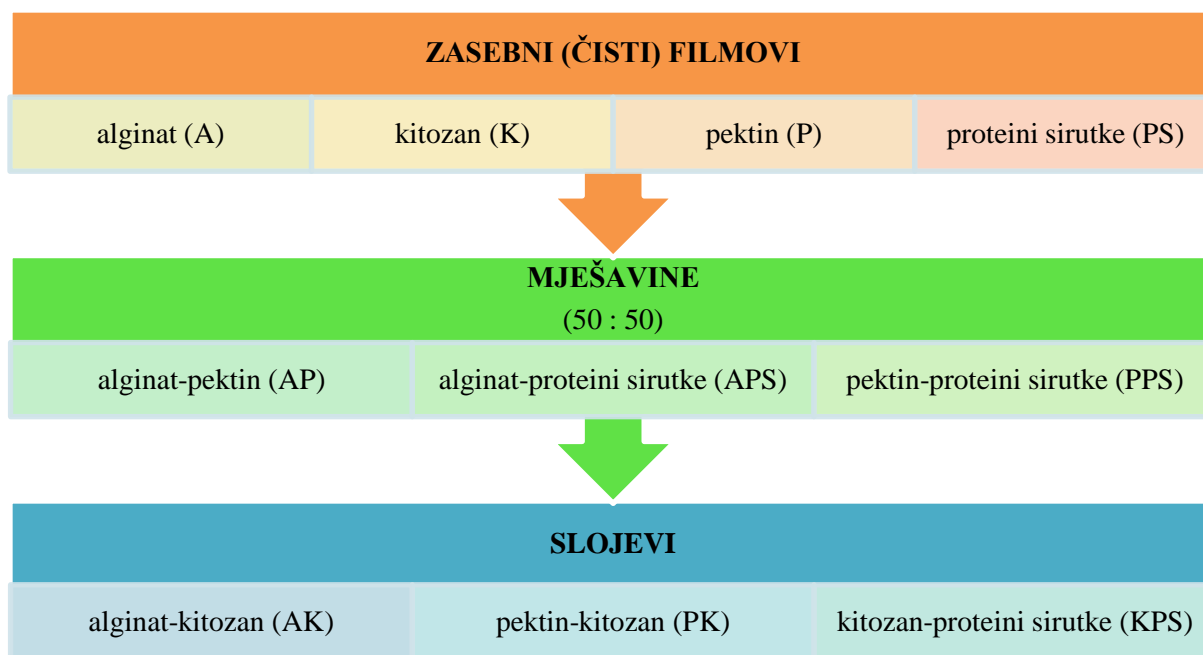 ZASEBNI (ČISTI) FILMOVI
alginat (A)
kitozan (K)
pektin (P)
proteini sirutke (PS)
MJEŠAVINE
(50 : 50)
alginat-pektin (AP)
alginat-proteini sirutke (APS)
pektin-proteini sirutke (PPS)
SLOJEVI
alginat-kitozan (AK)
pektin-kitozan (PK)
kitozan-proteini sirutke (KPS)